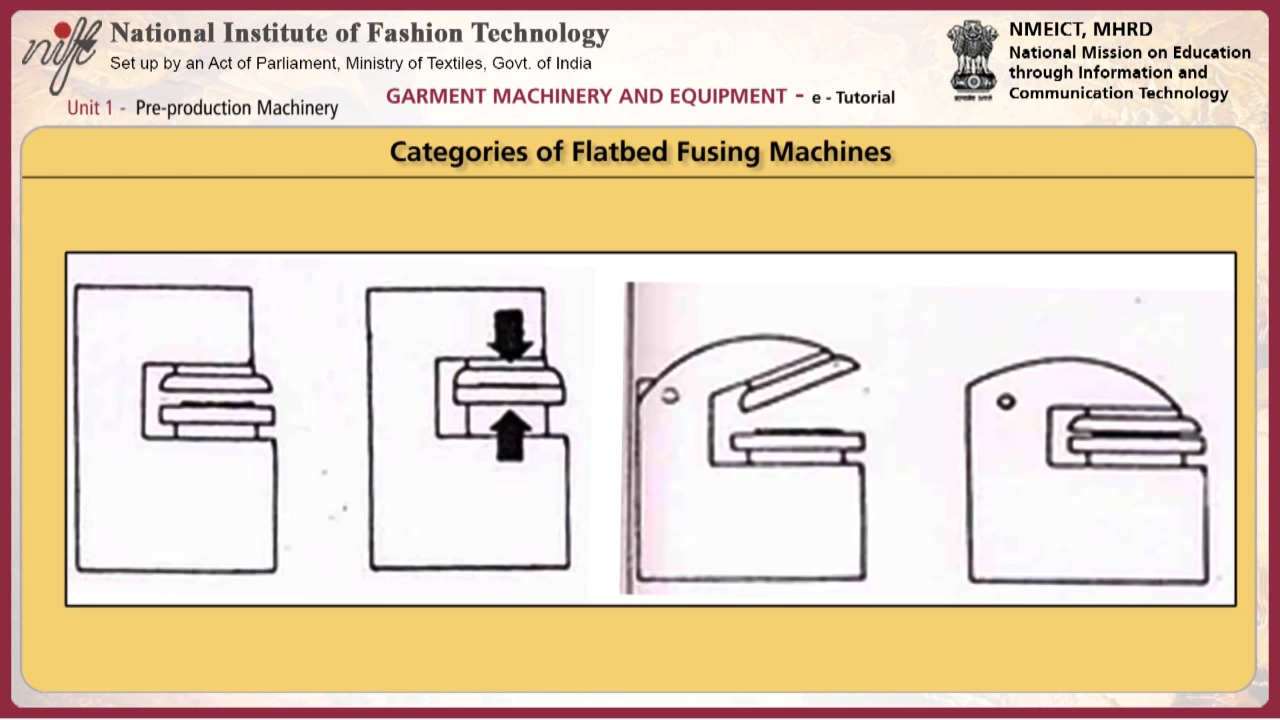 nift
National Institute of Fashion Technology
Set up by an Act of Parliament, Ministry of Textiles, Govt. of India
Unit 1 - Pre-production Machinery
GARMENT MACHINERY AND EQUIPMENT - e - Tutorial
NMEICT, MHRD
National Mission on Education
through Information and
Communication Technology
Categories of Flatbed Fusing Machines